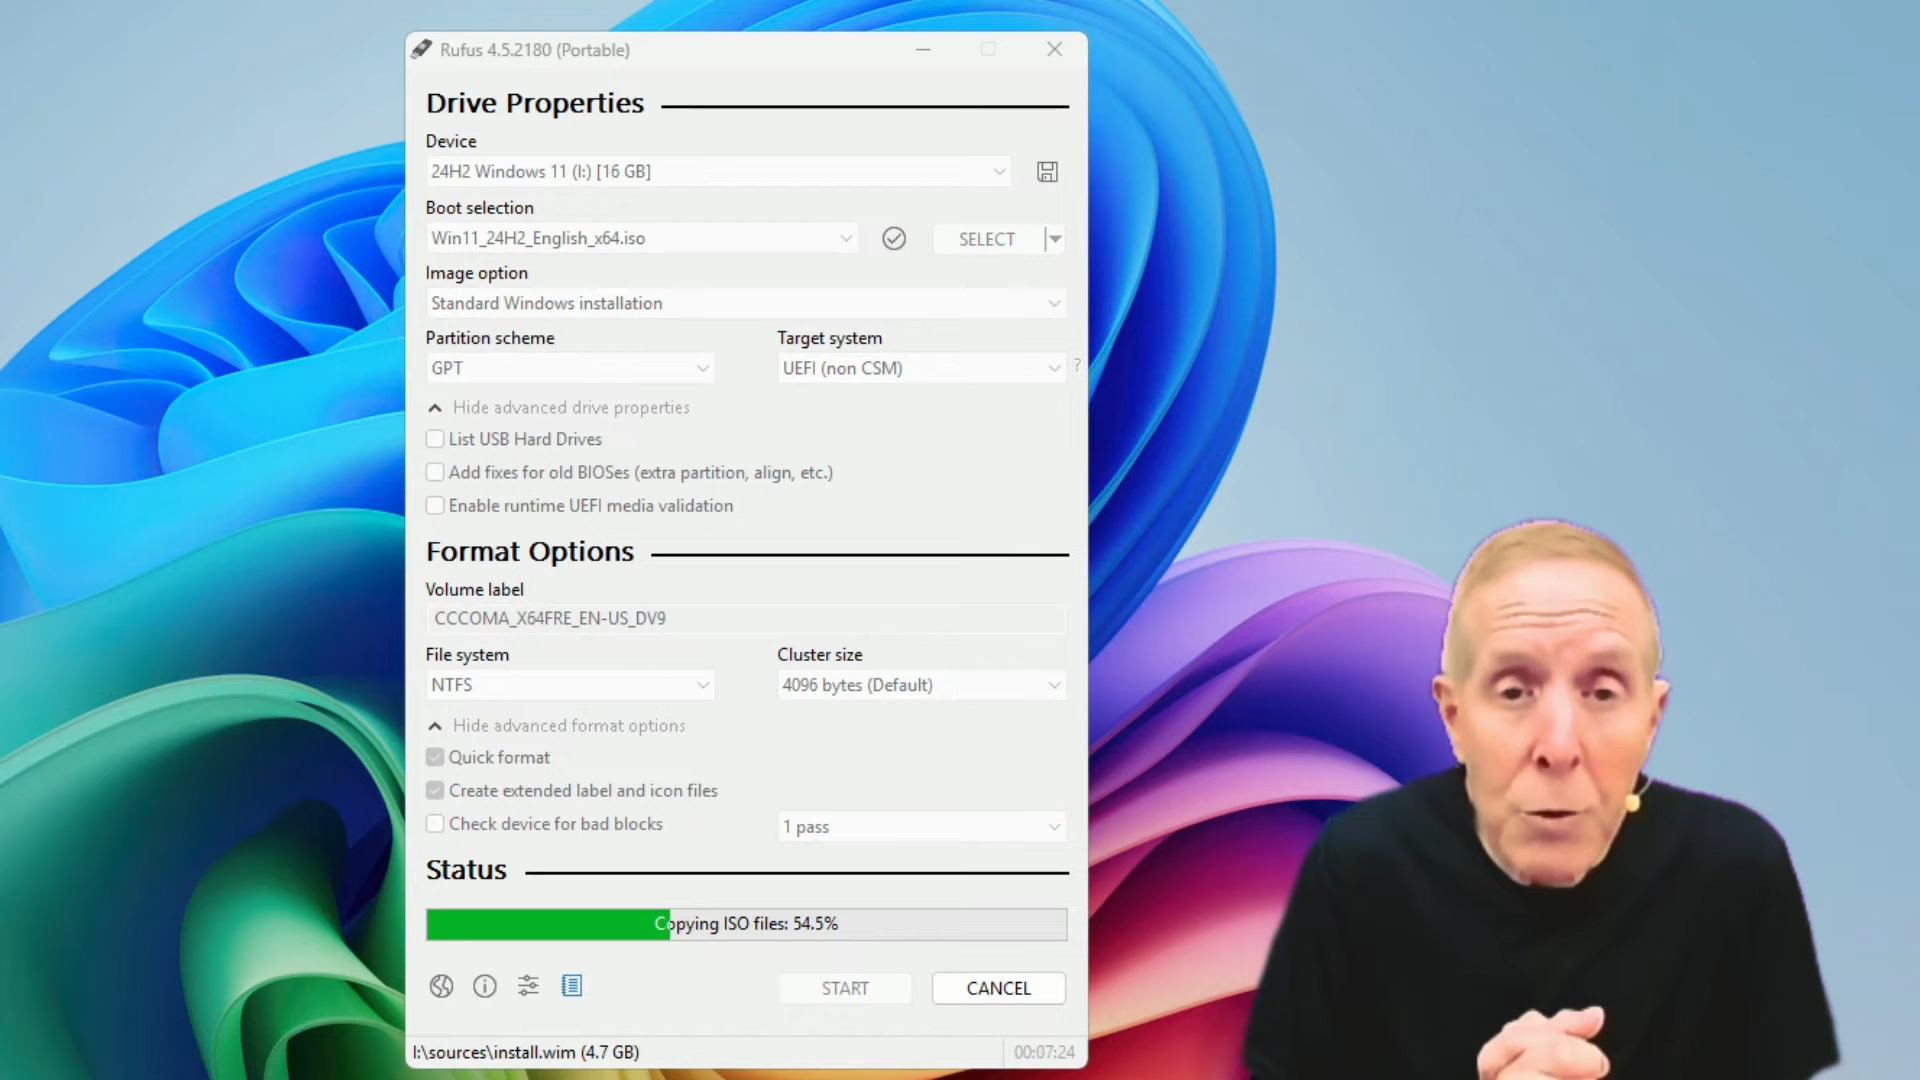 Rufus 4.5.2180 (Portable)
Drive Properties
Device
24H2 Windows 11 (I:) [16 GB]
Boot selection
Win11_24H2_English_x64.iso
SELECT
Image option
Standard Windows installation
Partition scheme
Target system
GPT
UEFI (non CSM)
?
Hide advanced drive properties
List USB Hard Drives
Add fixes for old BIOSes (extra partition, align, etc.)
Enable runtime UEFI media validation
Format Options
Volume label
CCCOMA_X64FRE_EN-US_DV9
File system
Cluster size
NTFS
4096 bytes (Default)
Hide advanced format options
Quick format
Create extended label and icon files
Check device for bad blocks
1 pass
Status
Copying ISO files: 54.5%
START
CANCEL
I:\sources\install.wim (4.7 GB)
00:07:24